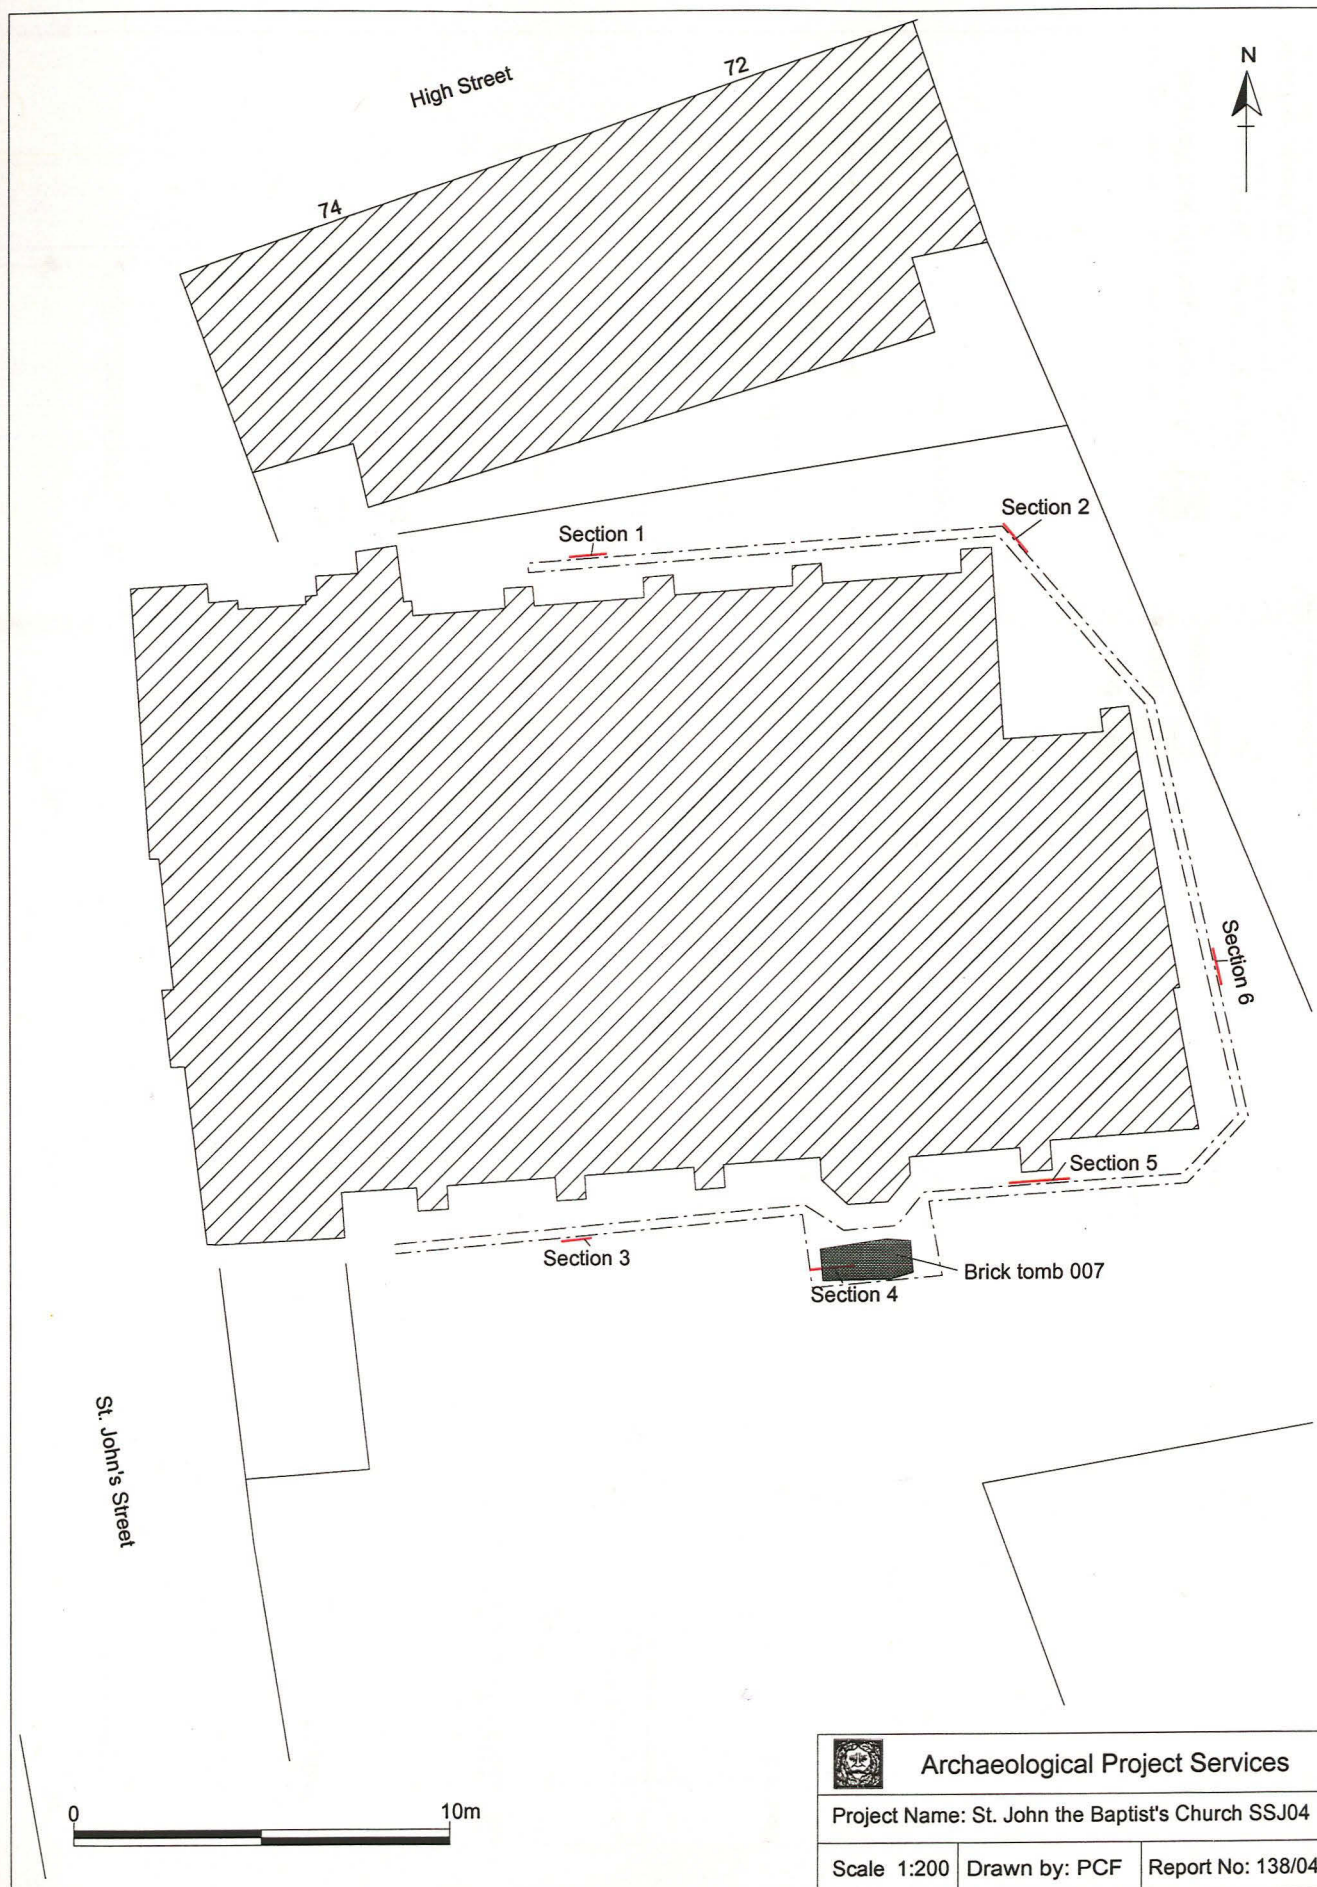 N
High Street
72
74
Section 1
Section 2
Section 6
Section 5
Section 3
Brick tomb 007
Section 4
St. John's Street
0 10m
Archaeological Project Services
Project Name: St. John the Baptist's Church SSJ04
Scale 1:200 Drawn by: PCF Report No: 138/04